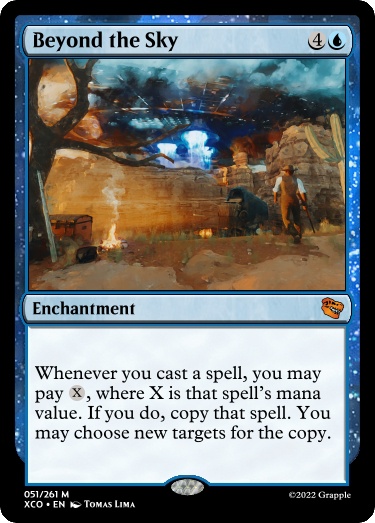 Beyond the Sky 4
Enchantment
Whenever you cast a spell, you may
pay X, where X is that spell's mana
value. If you do, copy that spell. You
may choose new targets for the copy.
051/261 M
XCO • EN Tomas Lima
©2022 Grapple